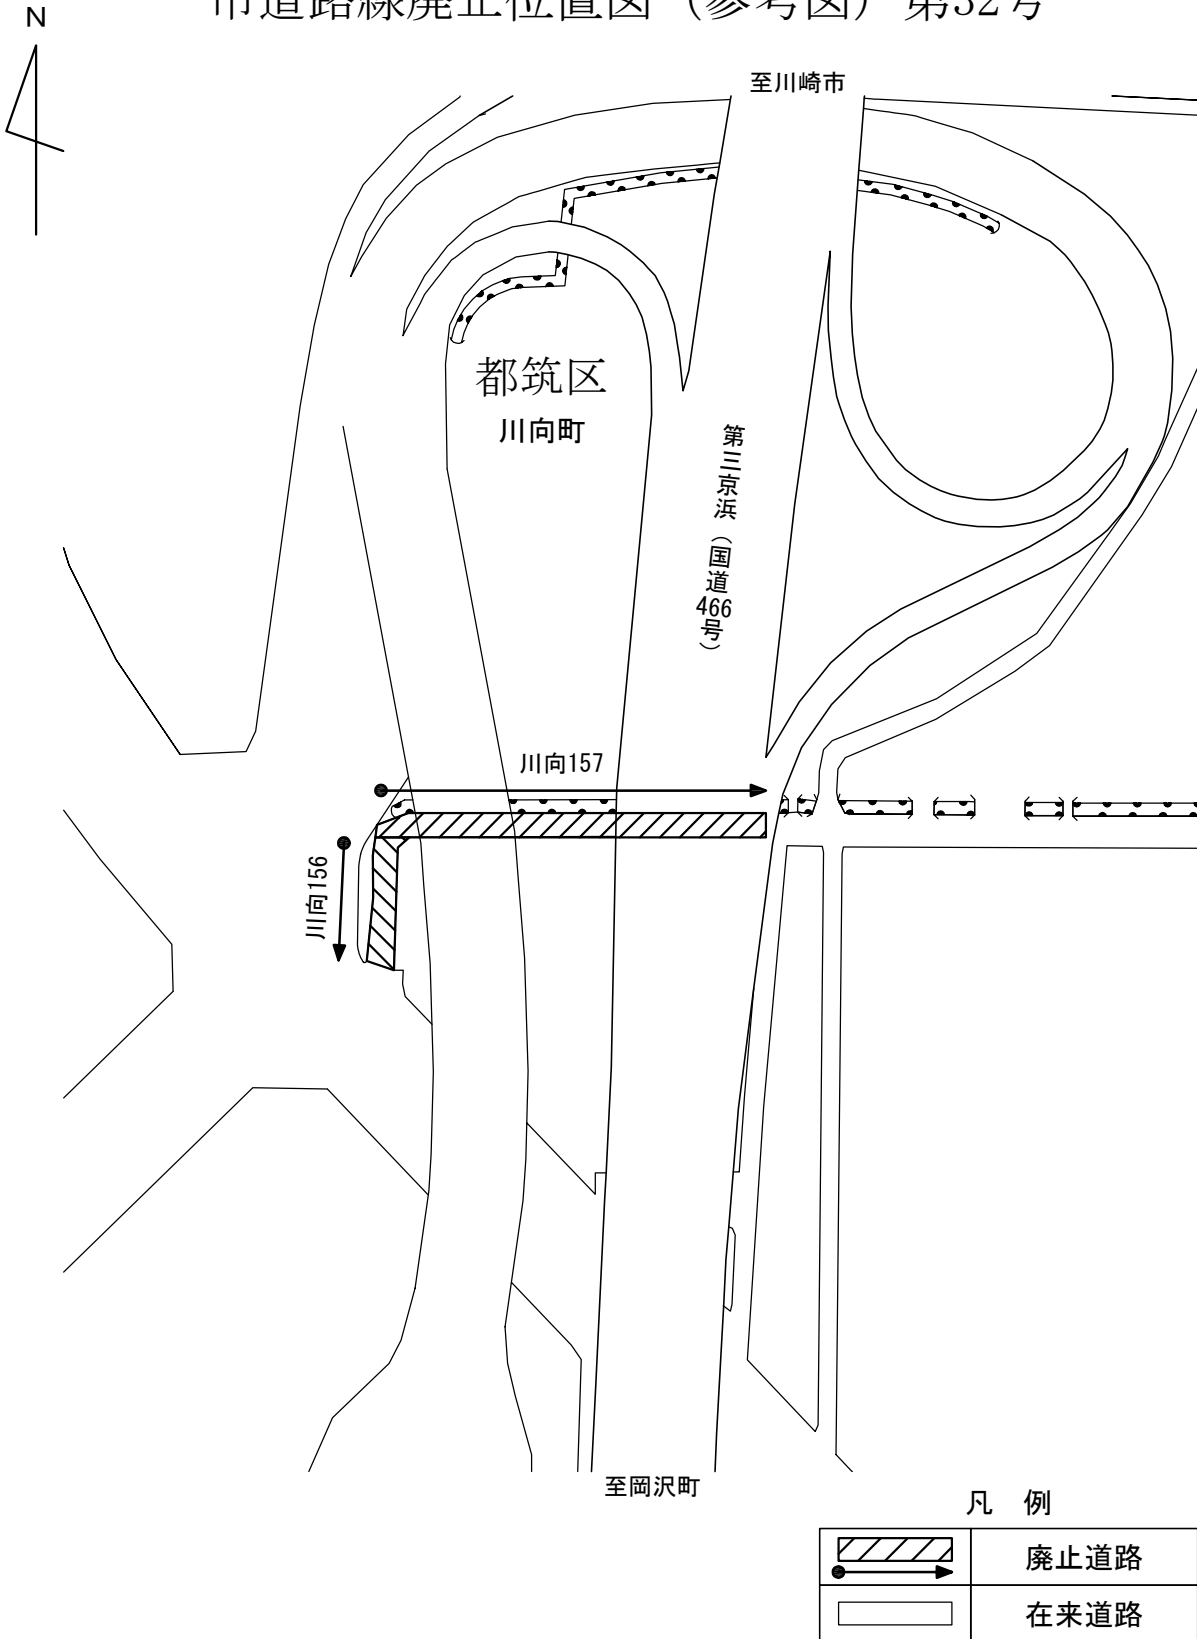 市道路線廃止位置図（参考図）第32号
N
至川崎市
都筑区
川向町
第三京浜（国道466号）
川向157
川向156
至岡沢町
凡 例
廃止道路
在来道路